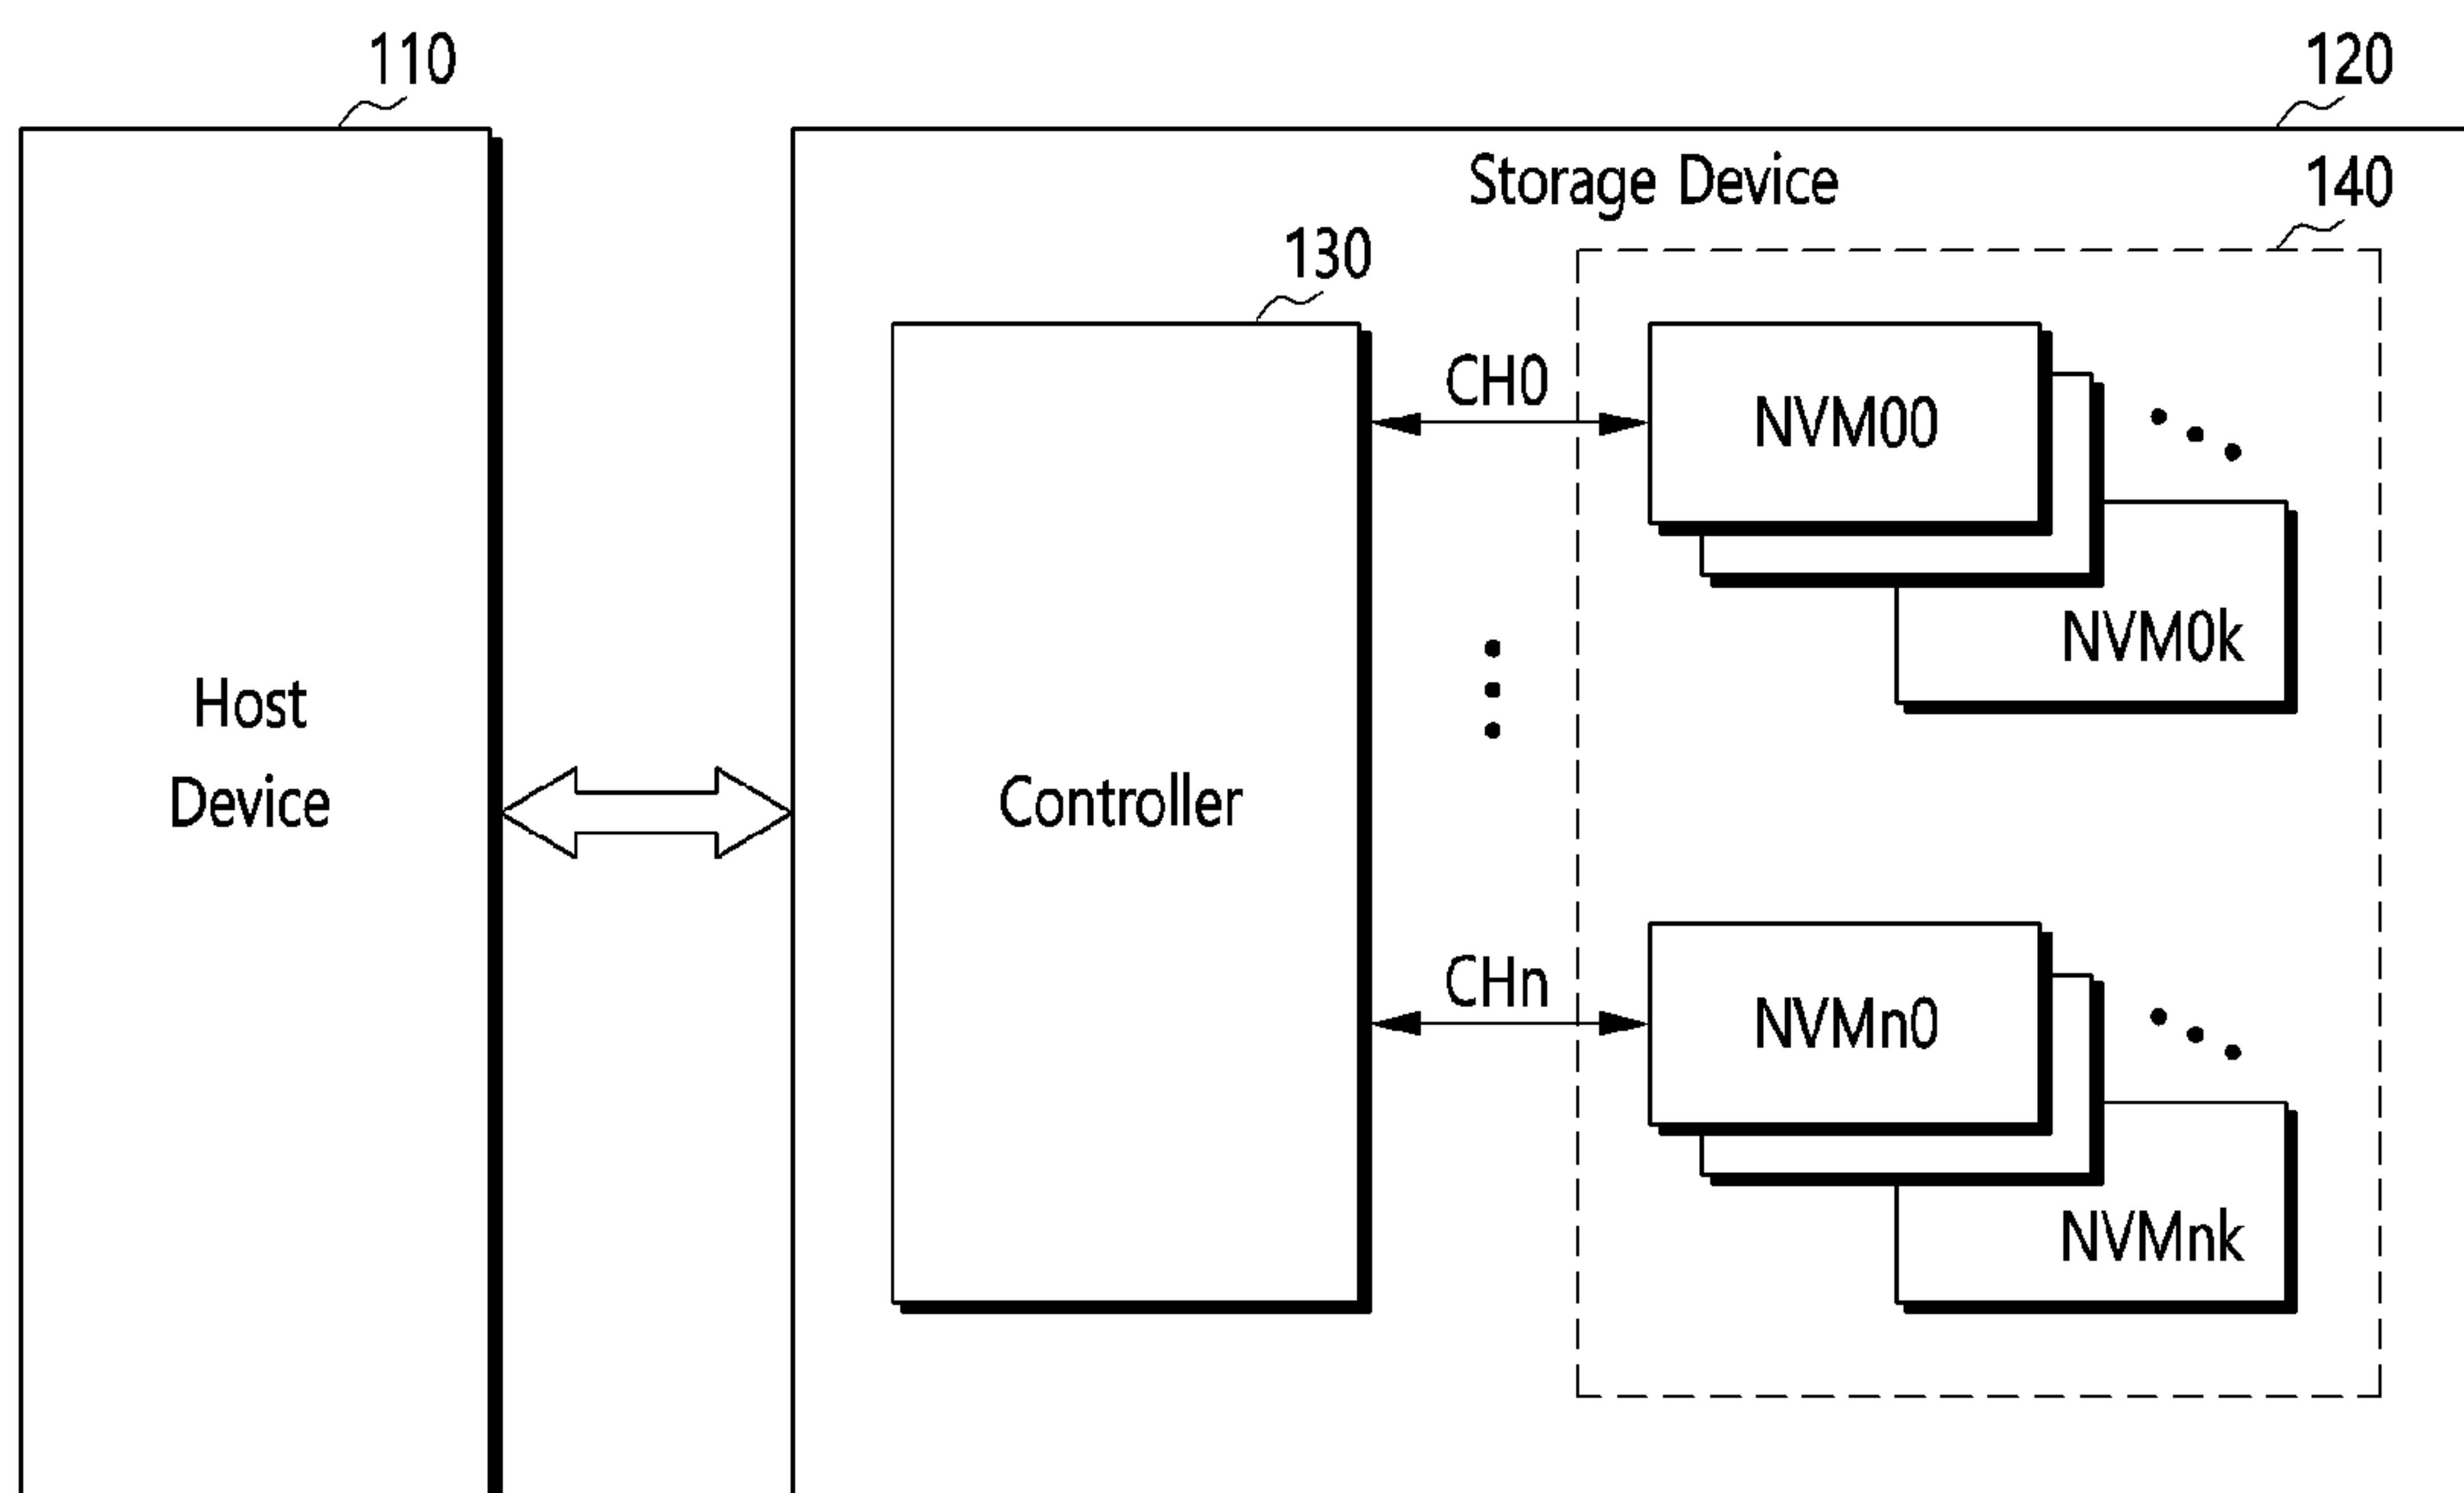 110
120
Storage Device
140
130
CH0
NVM00
NVM0k
Host
Device
Controller
CHn
NVMn0
NVMnk